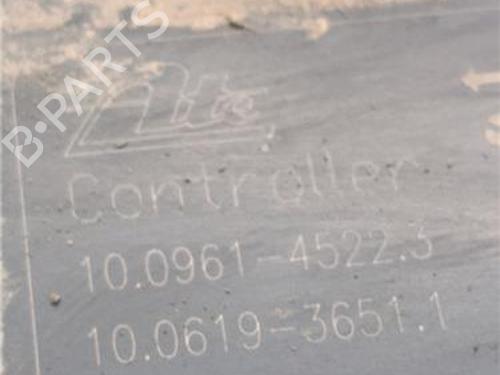 B-PARTS
Ate
Controller
10.0961-4522.3
10.0619-3651.1